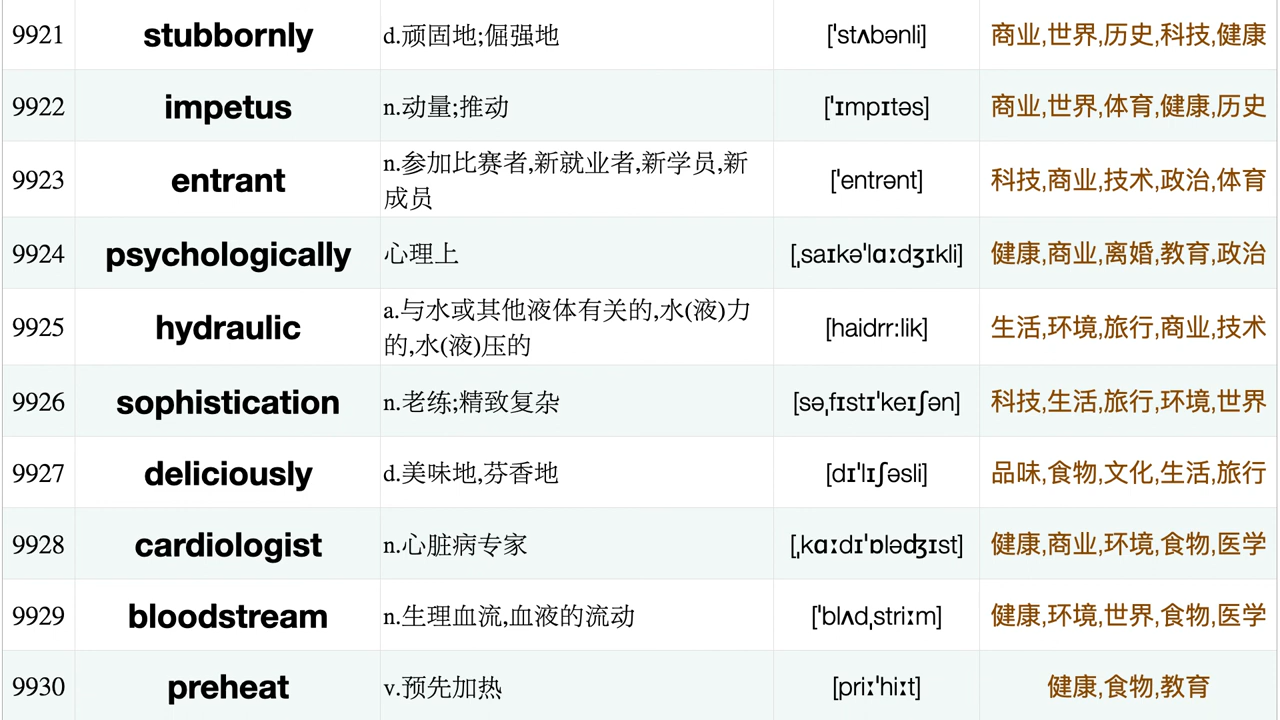 9921 stubbornly d.顽固地;倔强地 ['stʌbənli] 商业,世界,历史,科技,健康
9922 impetus n.动量;推动 ['ɪmpɪtəs] 商业,世界,体育,健康,历史
9923 entrant n.参加比赛者,新就业者,新学员,新
成员 ['entrənt] 科技,商业,技术,政治,体育
9924 psychologically 心理上 [ˌsaɪkə'lɑːdʒɪkli] 健康,商业,离婚,教育,政治
9925 hydraulic a.与水或其他液体有关的,水(液)力
的,水(液)压的 [haidrr:lik] 生活,环境,旅行,商业,技术
9926 sophistication n.老练;精致复杂 [səˌfɪstɪ'keɪʃən] 科技,生活,旅行,环境,世界
9927 deliciously d.美味地,芬香地 [dɪ'lɪʃəsli] 品味,食物,文化,生活,旅行
9928 cardiologist n.心脏病专家 [ˌkɑːdɪ'ɒləʤɪst] 健康,商业,环境,食物,医学
9929 bloodstream n.生理血流,血液的流动 ['blʌdˌstriːm] 健康,环境,世界,食物,医学
9930 preheat v.预先加热 [priː'hiːt] 健康,食物,教育